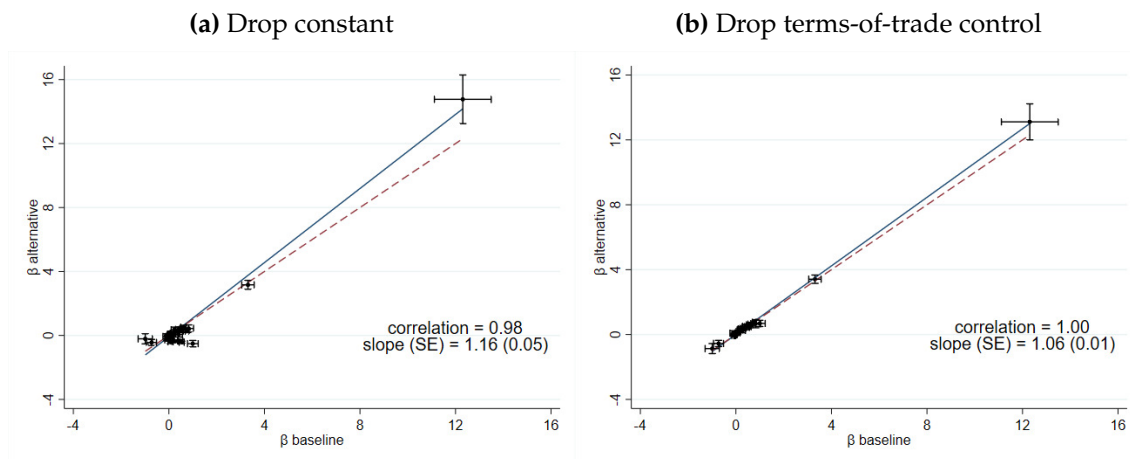 (a) Drop constant
(b) Drop terms-of-trade control
16
12
8
4
0
-4
β alternative
correlation = 0.98
slope (SE) = 1.16 (0.05)
-4 0 4 8 12 16
β baseline
16
12
8
4
0
-4
β alternative
correlation = 1.00
slope (SE) = 1.06 (0.01)
-4 0 4 8 12 16
β baseline